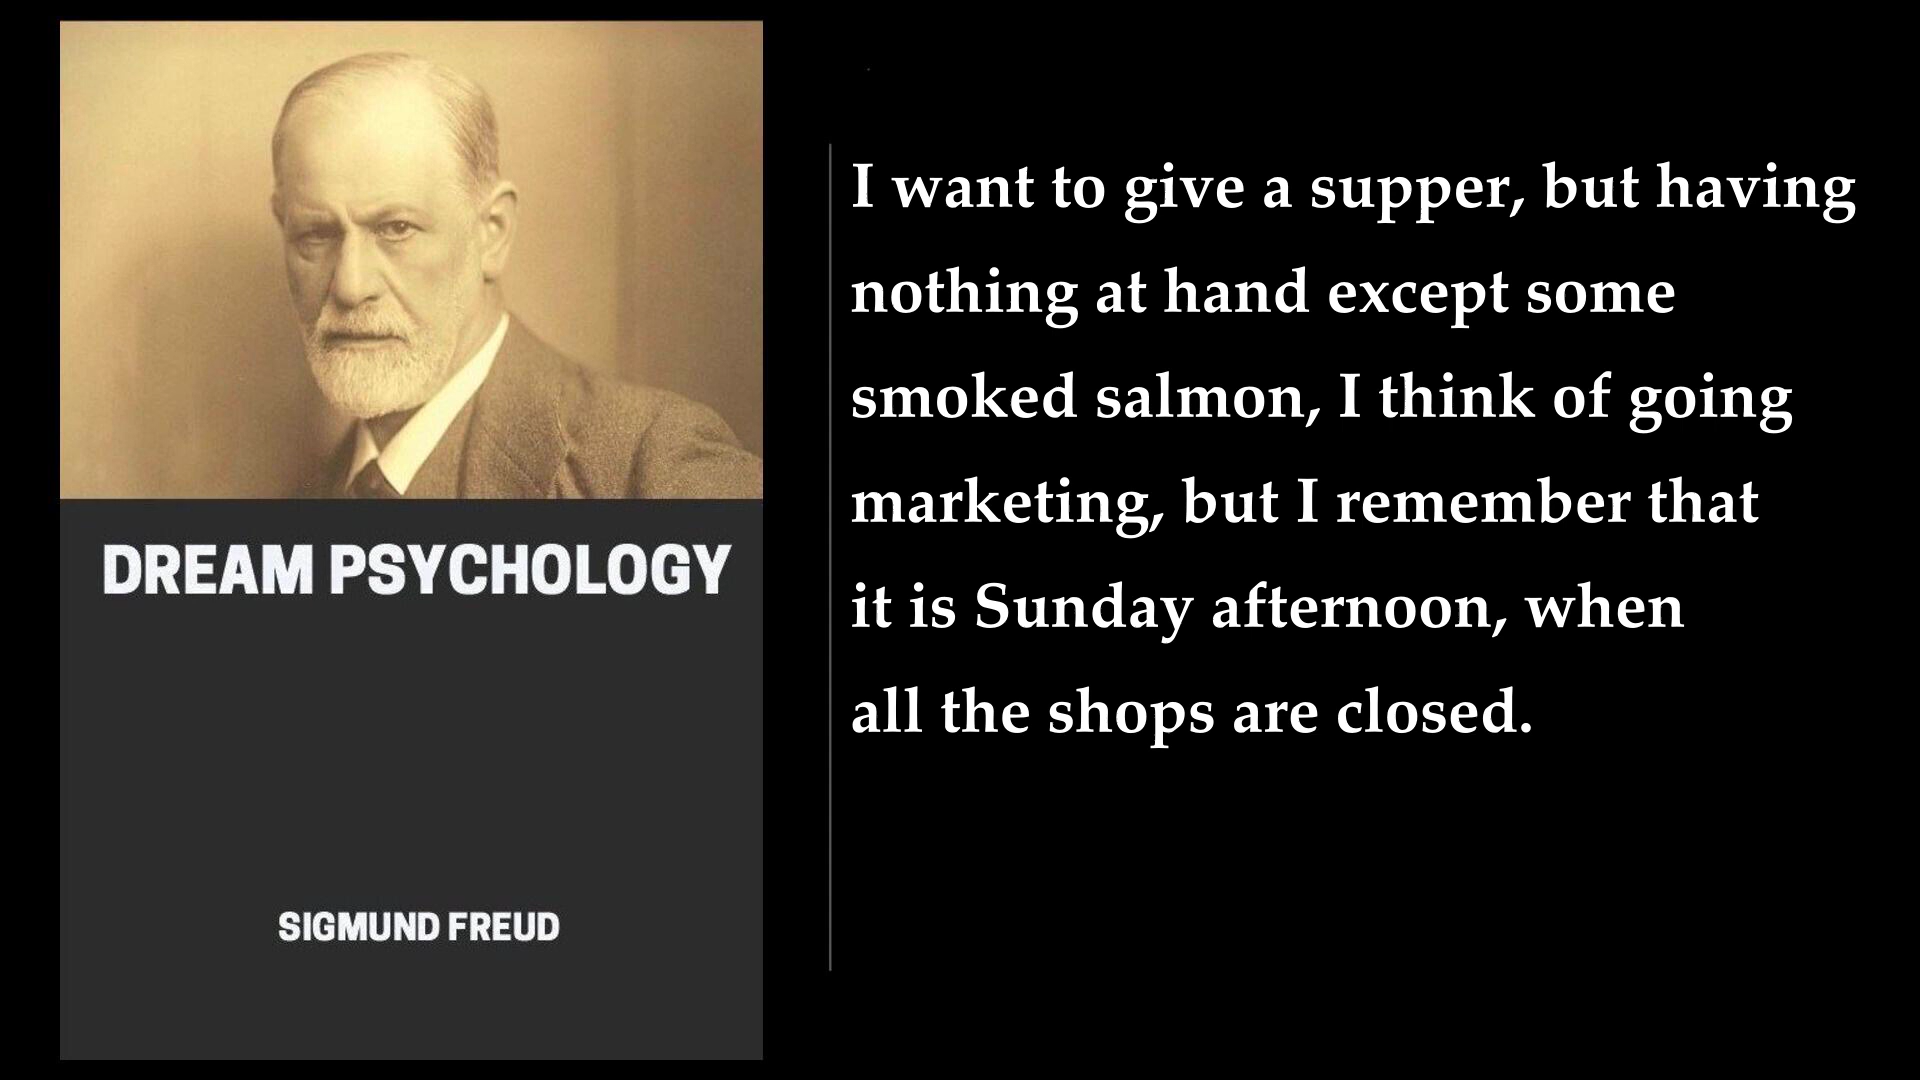 DREAM PSYCHOLOGY
SIGMUND FREUD
I want to give a supper, but having
nothing at hand except some
smoked salmon, I think of going
marketing, but I remember that
it is Sunday afternoon, when
all the shops are closed.